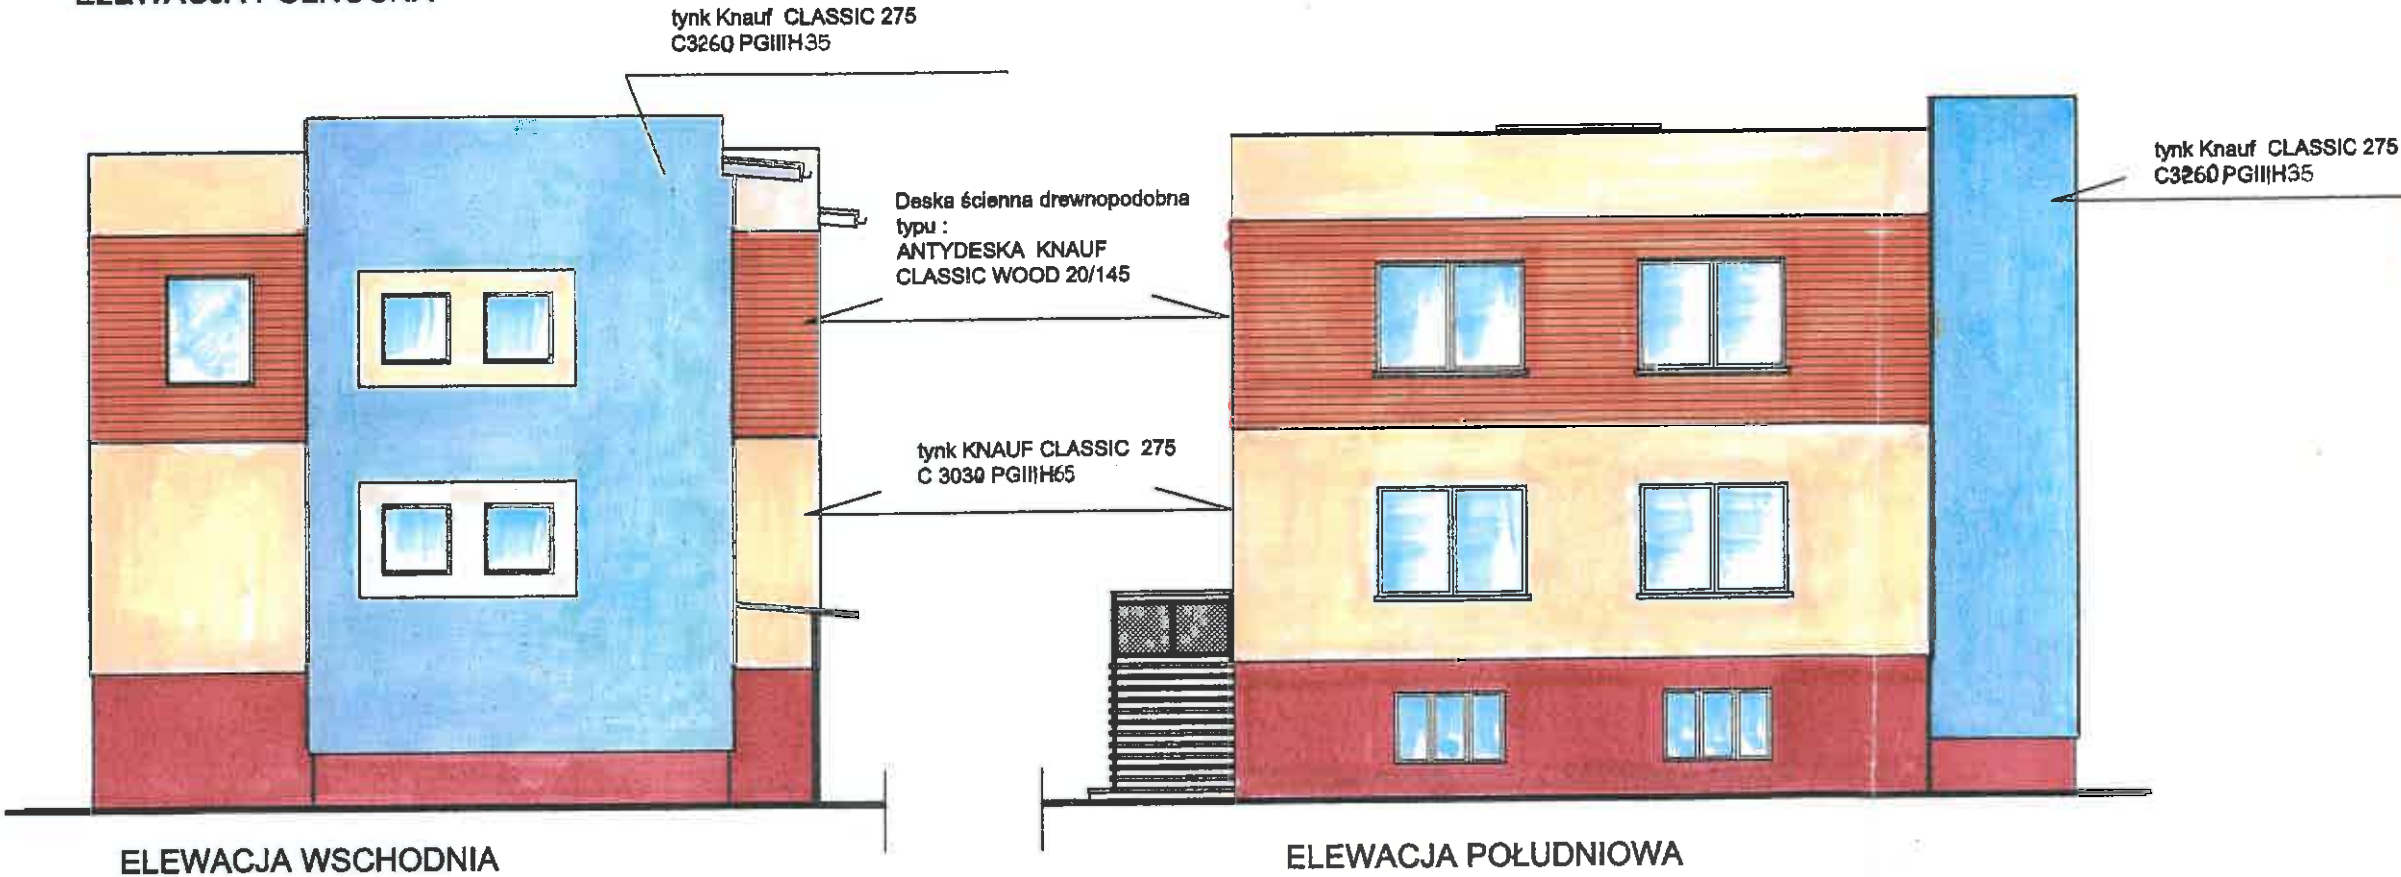 tynk Knauf CLASSIC 275
C3260 PGIIIH35
Deska ścienna drewnopodobna
typu :
ANTYDESKA KNAUF
CLASSIC WOOD 20/145
tynk KNAUF CLASSIC 275
C 3030 PGIIIH65
tynk Knauf CLASSIC 275
C3260 PGIIIH35
ELEWACJA WSCHODNIA
ELEWACJA POŁUDNIOWA